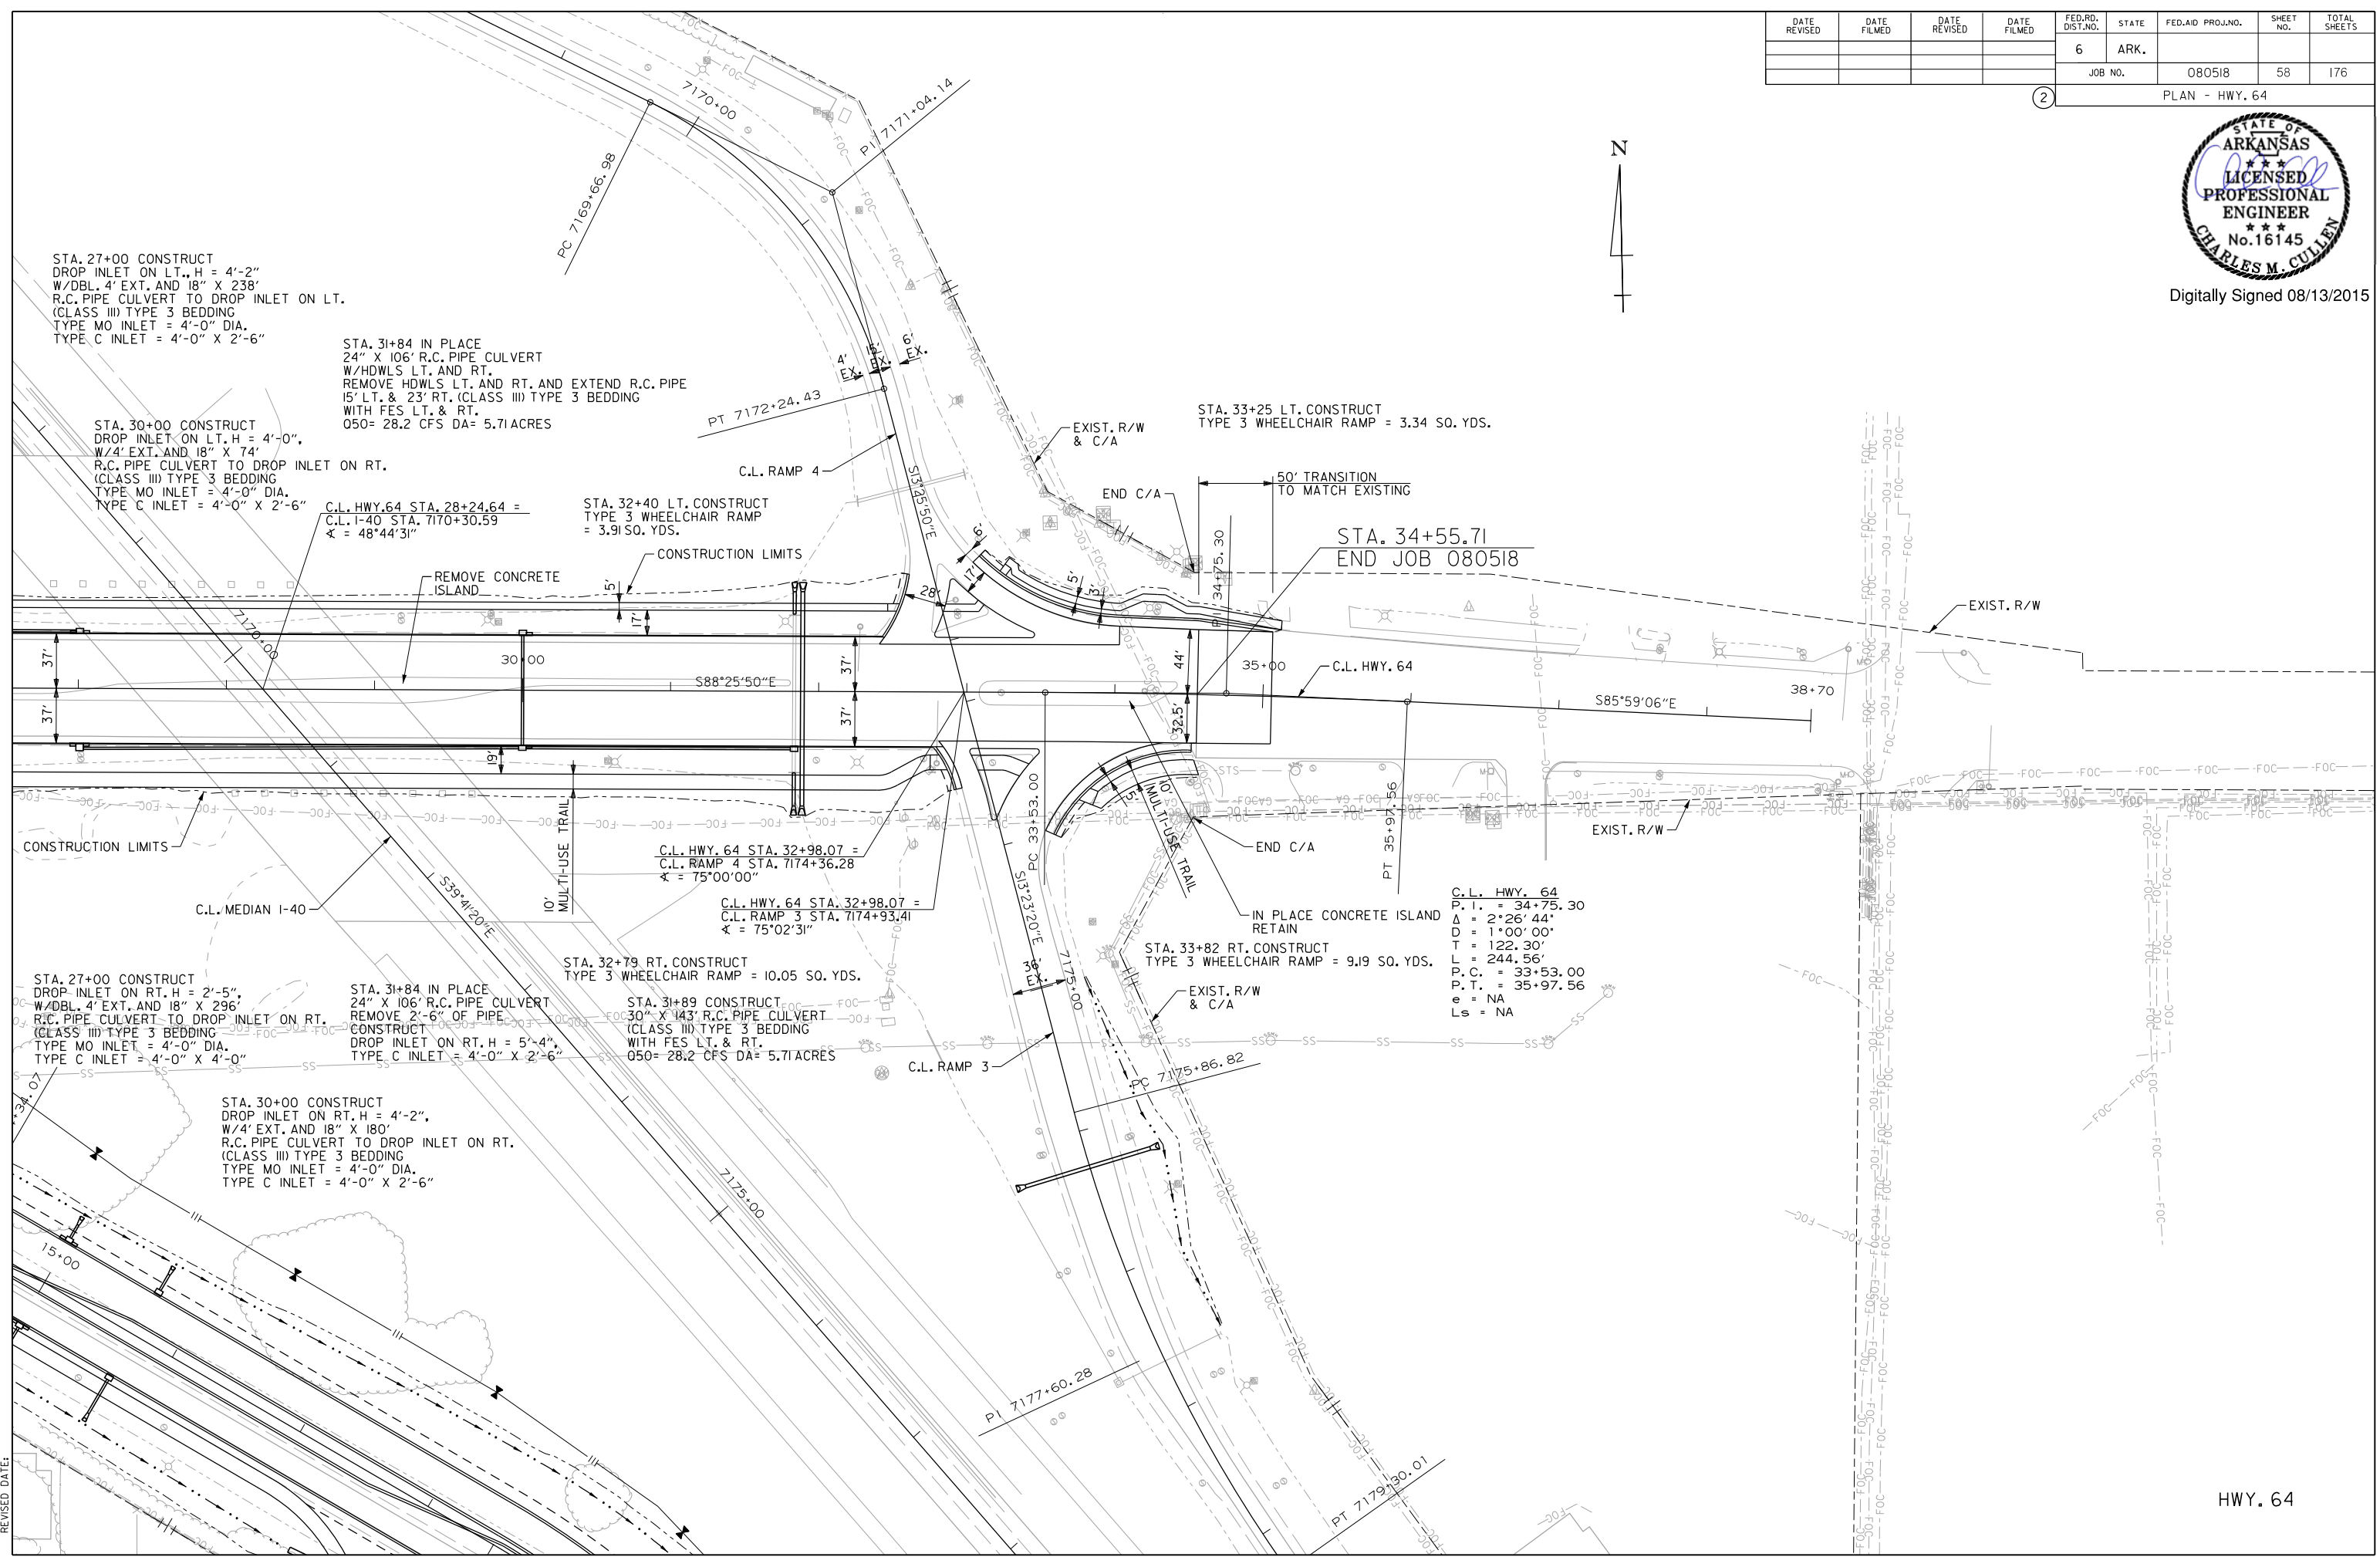 DATE REVISED
DATE FILMED
DATE REVISED
DATE FILMED
FED.RD. DIST.NO.
STATE
FED.AID PROJ.NO.
SHEET NO.
TOTAL SHEETS
6
ARK.
JOB NO.
080518
58
176
2
PLAN - HWY. 64
STATE OF
ARKANSAS
LICENSED
PROFESSIONAL
ENGINEER
No.16145
CHARLES M. CULLEN
Digitally Signed 08/13/2015
N
7170+00
PI 7171+04.14
PC 7169+66.98
STA. 27+00 CONSTRUCT
DROP INLET ON LT., H = 4'-2"
W/DBL. 4' EXT. AND 18" X 238'
R.C. PIPE CULVERT TO DROP INLET ON LT.
(CLASS III) TYPE 3 BEDDING
TYPE MO INLET = 4'-0" DIA.
TYPE C INLET = 4'-0" X 2'-6"
STA. 31+84 IN PLACE
24" X 106' R.C. PIPE CULVERT
W/HDWLS LT. AND RT.
REMOVE HDWLS LT. AND RT. AND EXTEND R.C. PIPE
15' LT. & 23' RT. (CLASS III) TYPE 3 BEDDING
WITH FES LT. & RT.
Q50= 28.2 CFS DA= 5.71 ACRES
4'
EX.
15'
EX.
6'
EX.
PT 7172+24.43
STA. 30+00 CONSTRUCT
DROP INLET ON LT. H = 4'-0",
W/4' EXT. AND 18" X 74'
R.C. PIPE CULVERT TO DROP INLET ON RT.
(CLASS III) TYPE 3 BEDDING
TYPE MO INLET = 4'-0" DIA.
TYPE C INLET = 4'-0" X 2'-6"
STA. 33+25 LT. CONSTRUCT
TYPE 3 WHEELCHAIR RAMP = 3.34 SQ. YDS.
EXIST. R/W
& C/A
C.L. RAMP 4
S13°25'50"E
END C/A
50' TRANSITION
TO MATCH EXISTING
C.L. HWY.64 STA. 28+24.64 =
C.L. I-40 STA. 7170+30.59
∢ = 48°44'31"
STA. 32+40 LT. CONSTRUCT
TYPE 3 WHEELCHAIR RAMP
= 3.91 SQ. YDS.
CONSTRUCTION LIMITS
STA. 34+55.71
END JOB 080518
PI 34+75.30
REMOVE CONCRETE
ISLAND
5'
17'
28'
6'
17'
5'
3'
EXIST. R/W
7170+00
37'
30+00
37'
44'
35+00
C.L. HWY. 64
S88°25'50"E
38+70
S85°59'06"E
37'
37'
32.5'
19'
PC 33+53.00
5'
10'
MULTI-USE TRAIL
PT 35+97.56
EXIST. R/W
CONSTRUCTION LIMITS
END C/A
C.L. HWY. 64 STA. 32+98.07 =
C.L. RAMP 4 STA. 7174+36.28
∢ = 75°00'00"
10'
MULTI-USE TRAIL
C.L. MEDIAN I-40
S39°41'20"E
C.L. HWY. 64 STA. 32+98.07 =
C.L. RAMP 3 STA. 7174+93.41
∢ = 75°02'31"
S13°23'20"E
IN PLACE CONCRETE ISLAND
RETAIN
C.L. HWY. 64
P.I. = 34+75.30
Δ = 2°26'44"
D = 1°00'00"
T = 122.30'
L = 244.56'
P.C. = 33+53.00
P.T. = 35+97.56
e = NA
Ls = NA
STA. 33+82 RT. CONSTRUCT
TYPE 3 WHEELCHAIR RAMP = 9.19 SQ. YDS.
STA. 32+79 RT. CONSTRUCT
TYPE 3 WHEELCHAIR RAMP = 10.05 SQ. YDS.
36'
EX.
7175+00
EXIST. R/W
& C/A
STA. 27+00 CONSTRUCT
DROP INLET ON RT. H = 2'-5",
W/DBL. 4' EXT. AND 18" X 296'
R.C. PIPE CULVERT TO DROP INLET ON RT.
(CLASS III) TYPE 3 BEDDING
TYPE MO INLET = 4'-0" DIA.
TYPE C INLET = 4'-0" X 4'-0"
STA. 31+84 IN PLACE
24" X 106' R.C. PIPE CULVERT
REMOVE 2'-6" OF PIPE
CONSTRUCT
DROP INLET ON RT. H = 5'-4",
TYPE C INLET = 4'-0" X 2'-6"
STA. 31+89 CONSTRUCT
30" X 143' R.C. PIPE CULVERT
(CLASS III) TYPE 3 BEDDING
WITH FES LT. & RT.
Q50= 28.2 CFS DA= 5.71 ACRES
C.L. RAMP 3
PC 7175+86.82
+34.07
STA. 30+00 CONSTRUCT
DROP INLET ON RT. H = 4'-2",
W/4' EXT. AND 18" X 180'
R.C. PIPE CULVERT TO DROP INLET ON RT.
(CLASS III) TYPE 3 BEDDING
TYPE MO INLET = 4'-0" DIA.
TYPE C INLET = 4'-0" X 2'-6"
7175+00
15+00
PI 7177+60.28
PT 7179+30.01
REVISED DATE:
HWY. 64